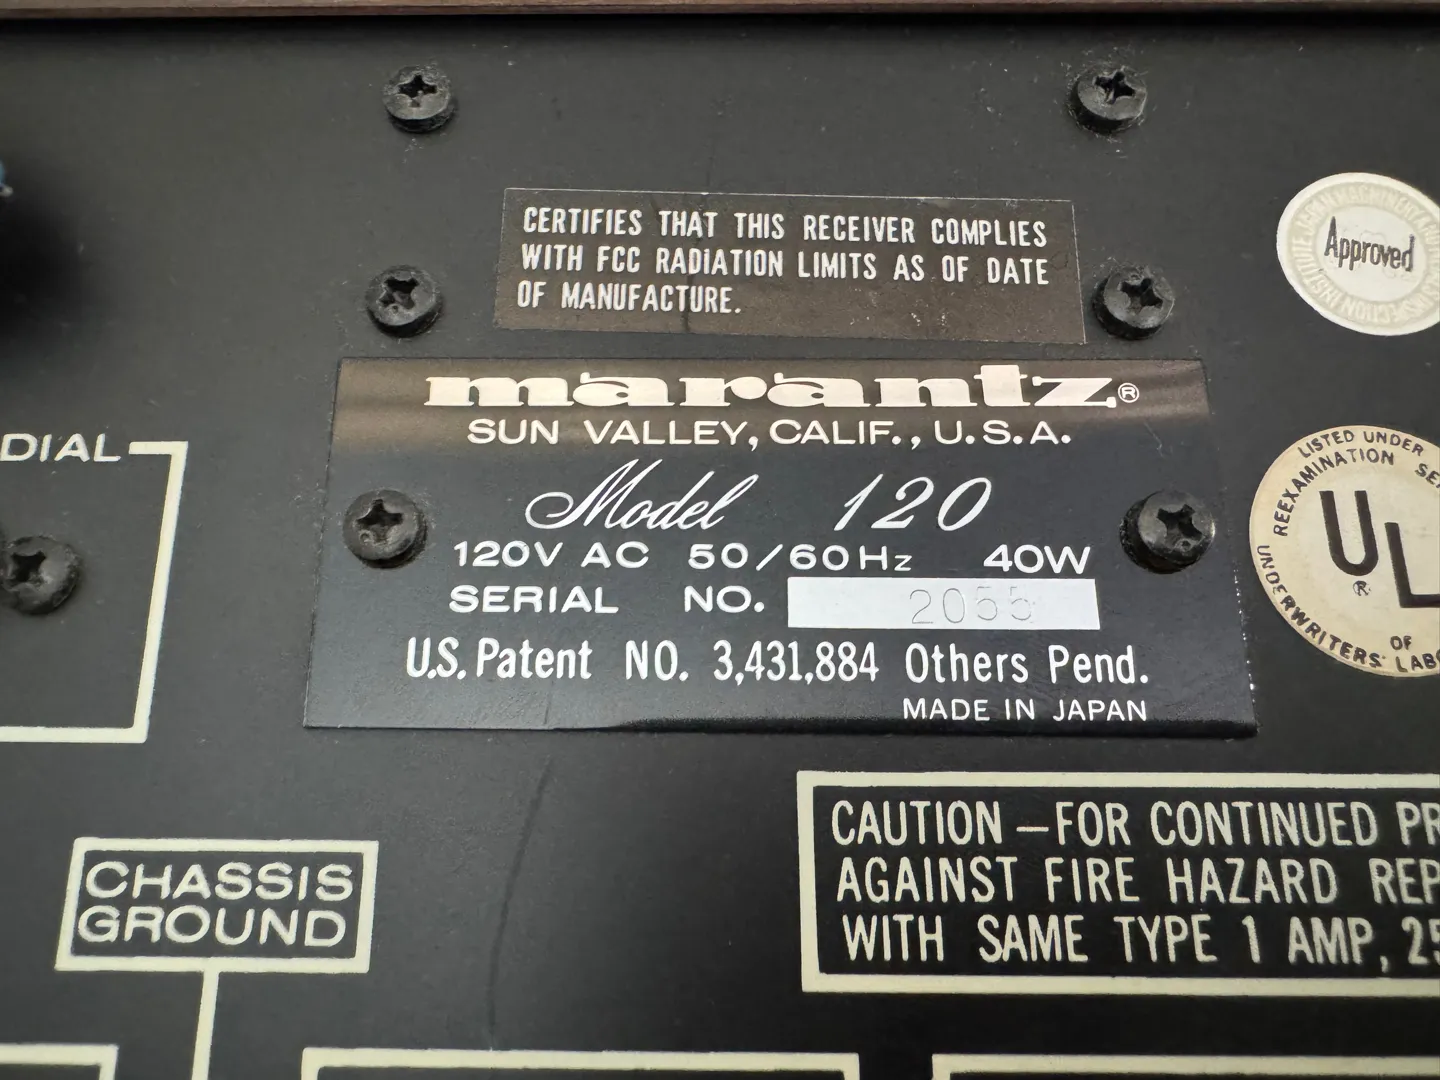 CERTIFIES THAT THIS RECEIVER COMPLIES
WITH FCC RADIATION LIMITS AS OF DATE
OF MANUFACTURE.
Approved
marantz®
SUN VALLEY, CALIF., U.S.A.
Model 120
120V AC 50/60Hz 40W
SERIAL NO. 2055
U.S. Patent NO. 3,431,884 Others Pend.
MADE IN JAPAN
DIAL
LISTED UNDER
REEXAMINATION
UL
®
UNDERWRITERS'
OF
CHASSIS
GROUND
CAUTION — FOR CONTINUED
AGAINST FIRE HAZARD
WITH SAME TYPE 1 AMP,